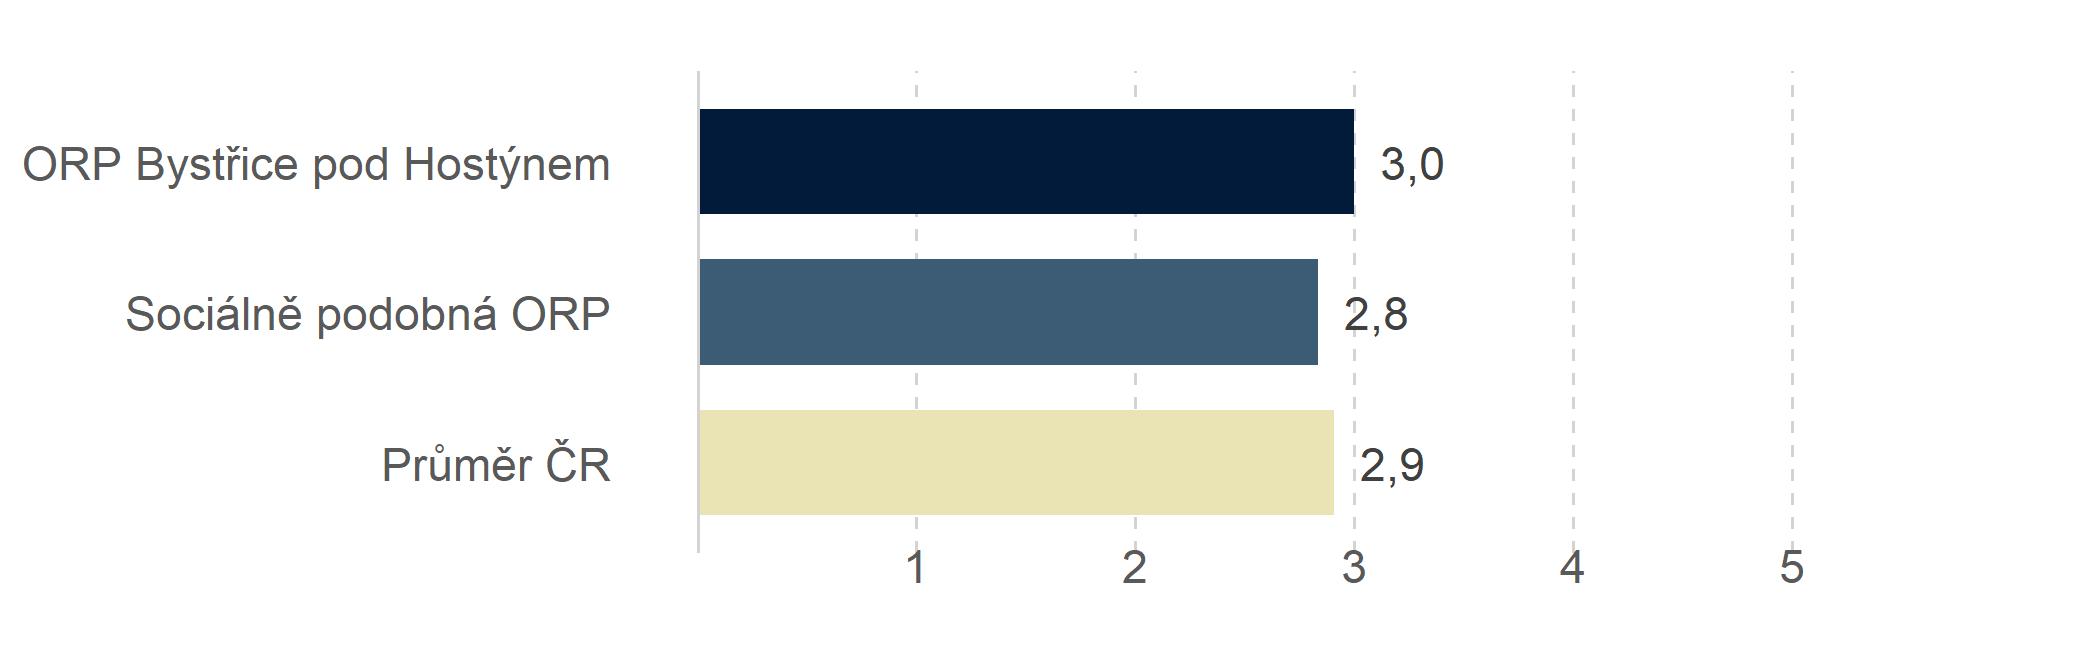 ORP Bystřice pod Hostýnem 3,0
Sociálně podobná ORP 2,8
Průměr ČR 2,9
1 2 3 4 5